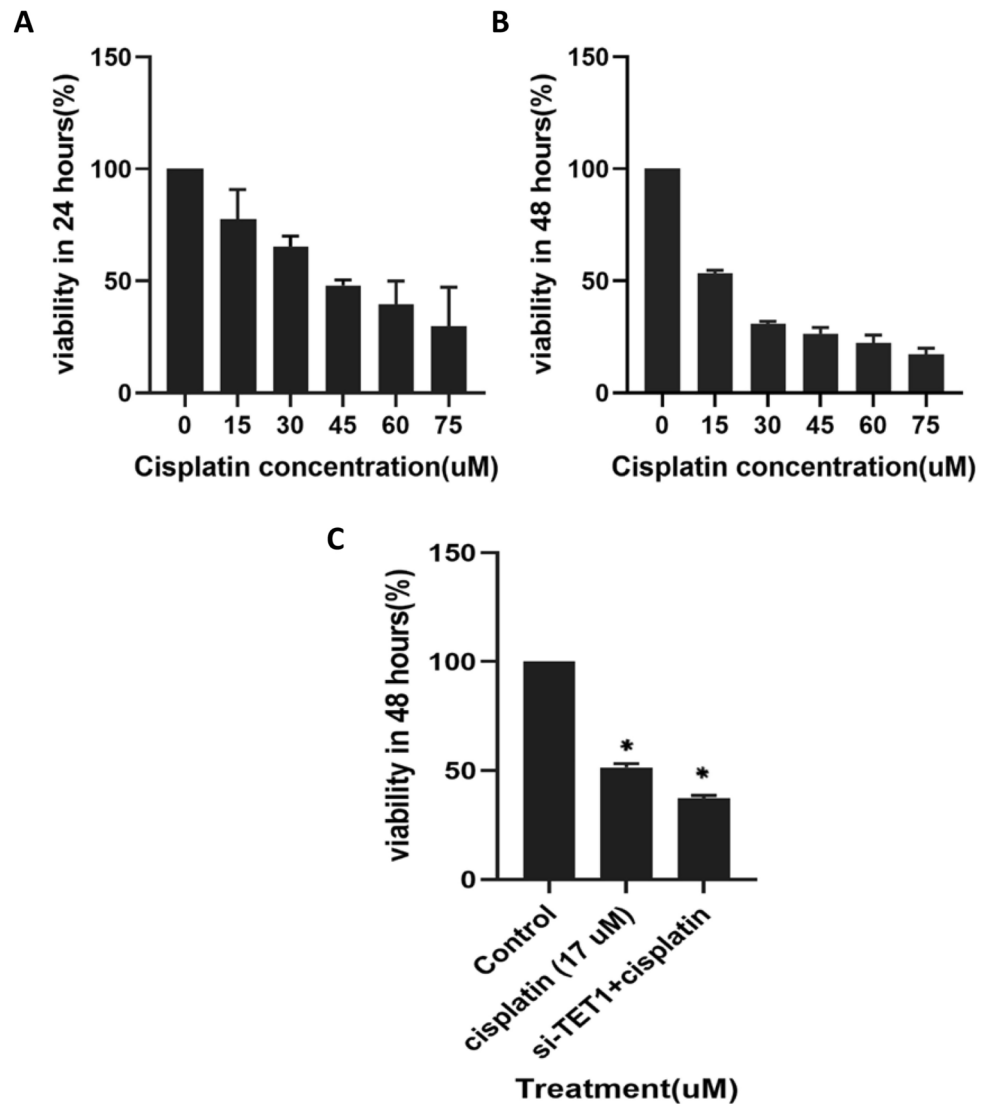 A
B
viability in 24 hours(%)
150
100
50
0
0 15 30 45 60 75
Cisplatin concentration(uM)
viability in 48 hours(%)
150
100
50
0
0 15 30 45 60 75
Cisplatin concentration(uM)
C
viability in 48 hours(%)
150
100
50
0
*
*
Control
cisplatin (17 uM)
si-TET1+cisplatin
Treatment(uM)